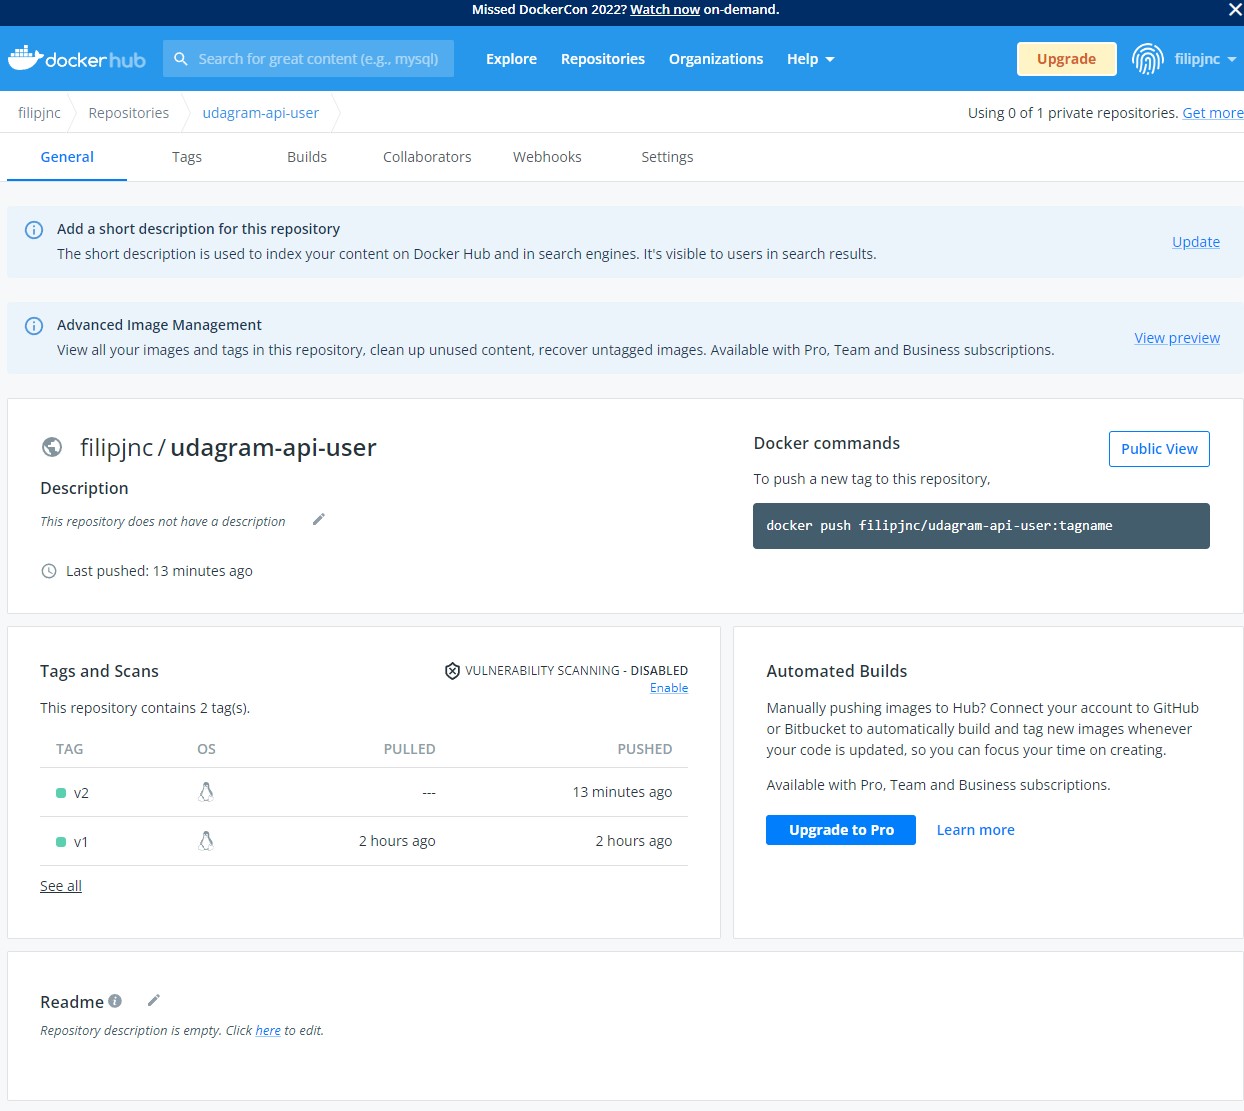 Missed DockerCon 2022? Watch now on-demand.
dockerhub
Search for great content (e.g., mysql)
Explore
Repositories
Organizations
Help
Upgrade
filipjnc
filipjnc
Repositories
udagram-api-user
Using 0 of 1 private repositories. Get more
General
Tags
Builds
Collaborators
Webhooks
Settings
Add a short description for this repository
The short description is used to index your content on Docker Hub and in search engines. It's visible to users in search results.
Update
Advanced Image Management
View all your images and tags in this repository, clean up unused content, recover untagged images. Available with Pro, Team and Business subscriptions.
View preview
filipjnc / udagram-api-user
Description
This repository does not have a description
Last pushed: 13 minutes ago
Docker commands
Public View
To push a new tag to this repository,
docker push filipjnc/udagram-api-user:tagname
Tags and Scans
VULNERABILITY SCANNING - DISABLED
Enable
This repository contains 2 tag(s).
TAG OS PULLED PUSHED
v2 --- 13 minutes ago
v1 2 hours ago 2 hours ago
See all
Automated Builds
Manually pushing images to Hub? Connect your account to GitHub
or Bitbucket to automatically build and tag new images whenever
your code is updated, so you can focus your time on creating.
Available with Pro, Team and Business subscriptions.
Upgrade to Pro
Learn more
Readme
Repository description is empty. Click here to edit.